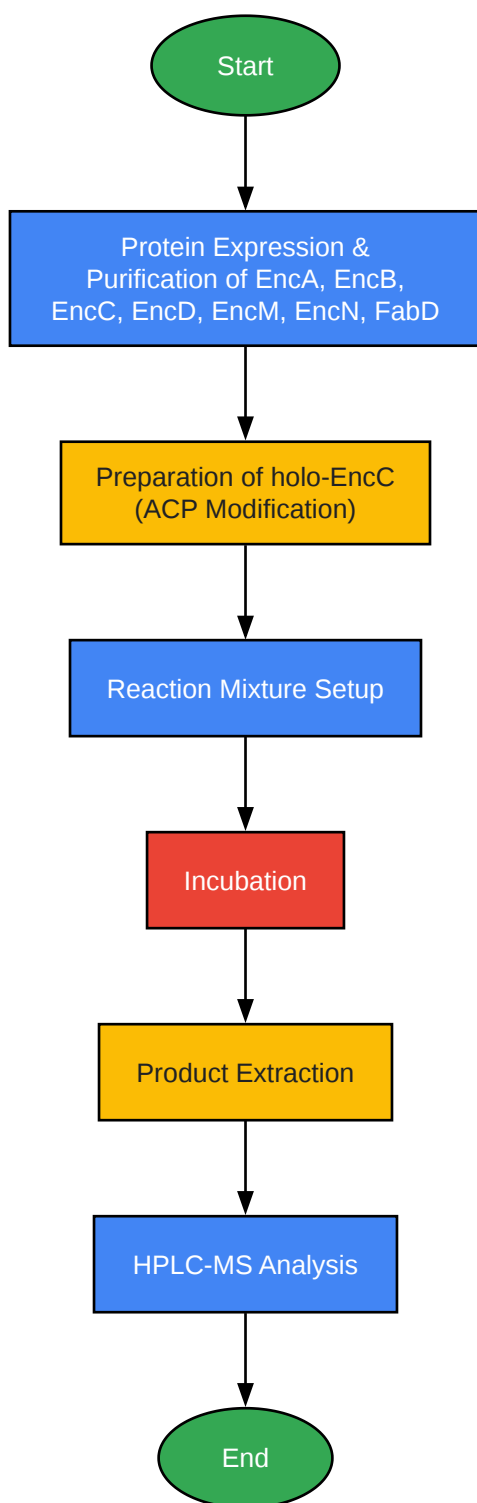 Start
Protein Expression &
Purification of EncA, EncB,
EncC, EncD, EncM, EncN, FabD
Preparation of holo-EncC
(ACP Modification)
Reaction Mixture Setup
Incubation
Product Extraction
HPLC-MS Analysis
End